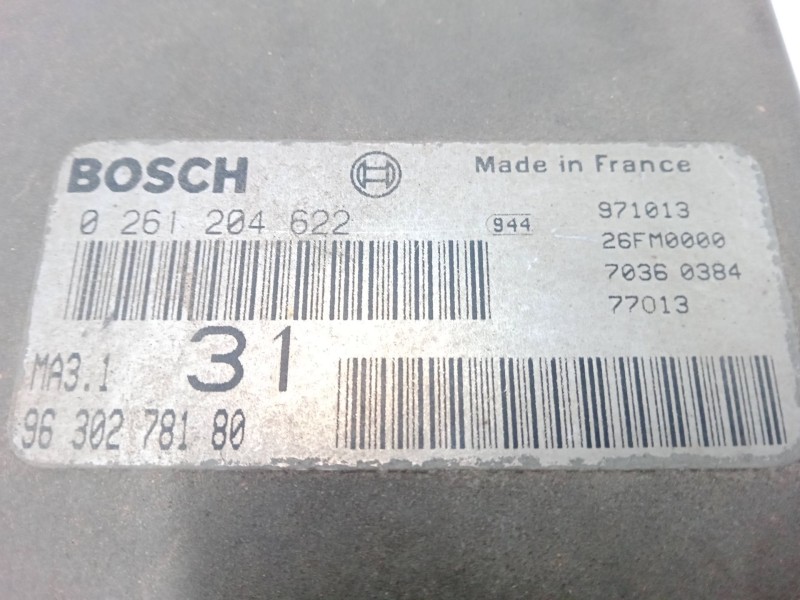 BOSCH
Made in France
0 261 204 622
944
971013
26FM0000
7036 0384
77013
MA3.1
31
96 302 781 80